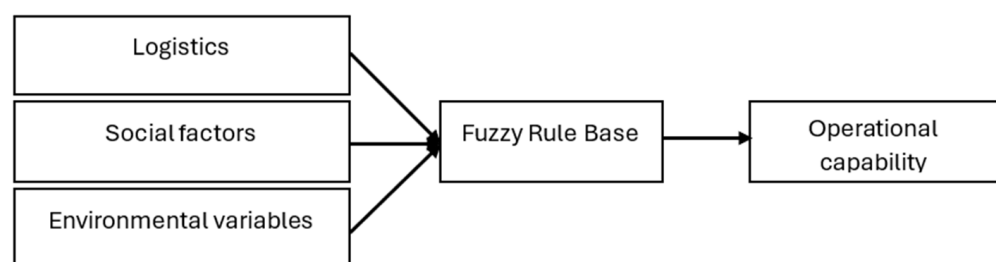 Logistics
Social factors
Environmental variables
Fuzzy Rule Base
Operational
capability